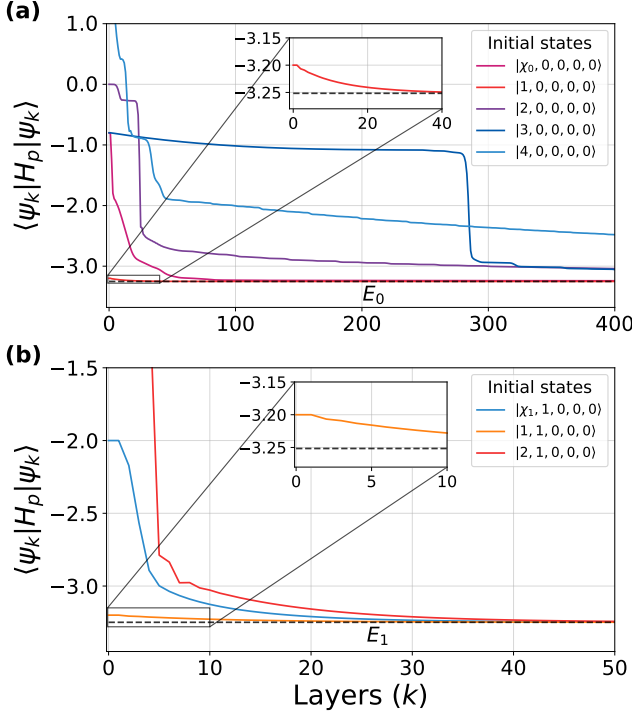 (a)
1.0
0.0
−1.0
−2.0
−3.0
⟨ψₖ|Hₚ|ψₖ⟩
−3.15
−3.20
−3.25
0
20
40
Initial states
|χ₀, 0, 0, 0, 0⟩
|1, 0, 0, 0, 0⟩
|2, 0, 0, 0, 0⟩
|3, 0, 0, 0, 0⟩
|4, 0, 0, 0, 0⟩
E₀
0
100
200
300
400
(b)
−1.5
−2.0
−2.5
−3.0
⟨ψₖ|Hₚ|ψₖ⟩
−3.15
−3.20
−3.25
0
5
10
Initial states
|χ₁, 1, 0, 0, 0⟩
|1, 1, 0, 0, 0⟩
|2, 1, 0, 0, 0⟩
E₁
0
10
20
30
40
50
Layers (k)